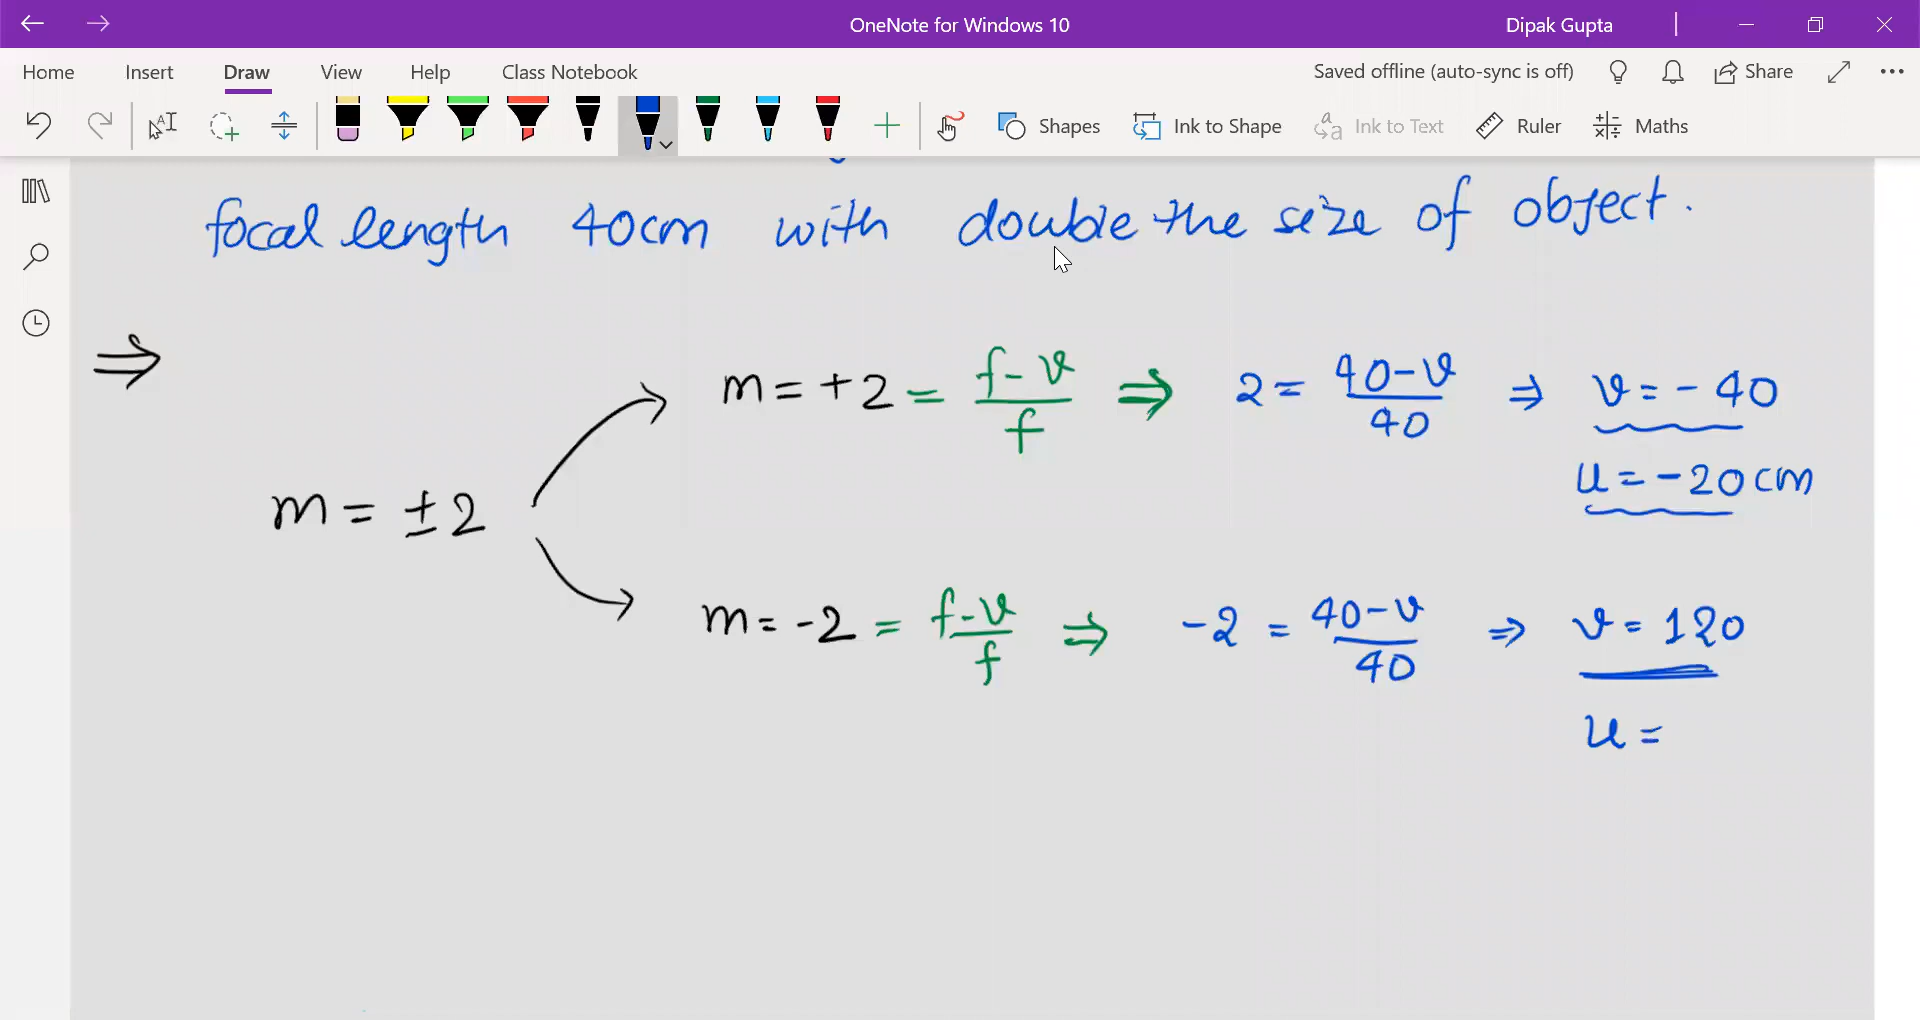 OneNote for Windows 10
Dipak Gupta
Home Insert Draw View Help Class Notebook
Saved offline (auto-sync is off) Share
Shapes Ink to Shape Ink to Text Ruler Maths
focal length 40cm with double the size of object.
⇒
m = +2 = (f-v)/f ⇒ 2 = (40-v)/40 ⇒ v = -40
u = -20cm
m = ±2
m = -2 = (f-v)/f ⇒ -2 = (40-v)/40 ⇒ v = 120
u =